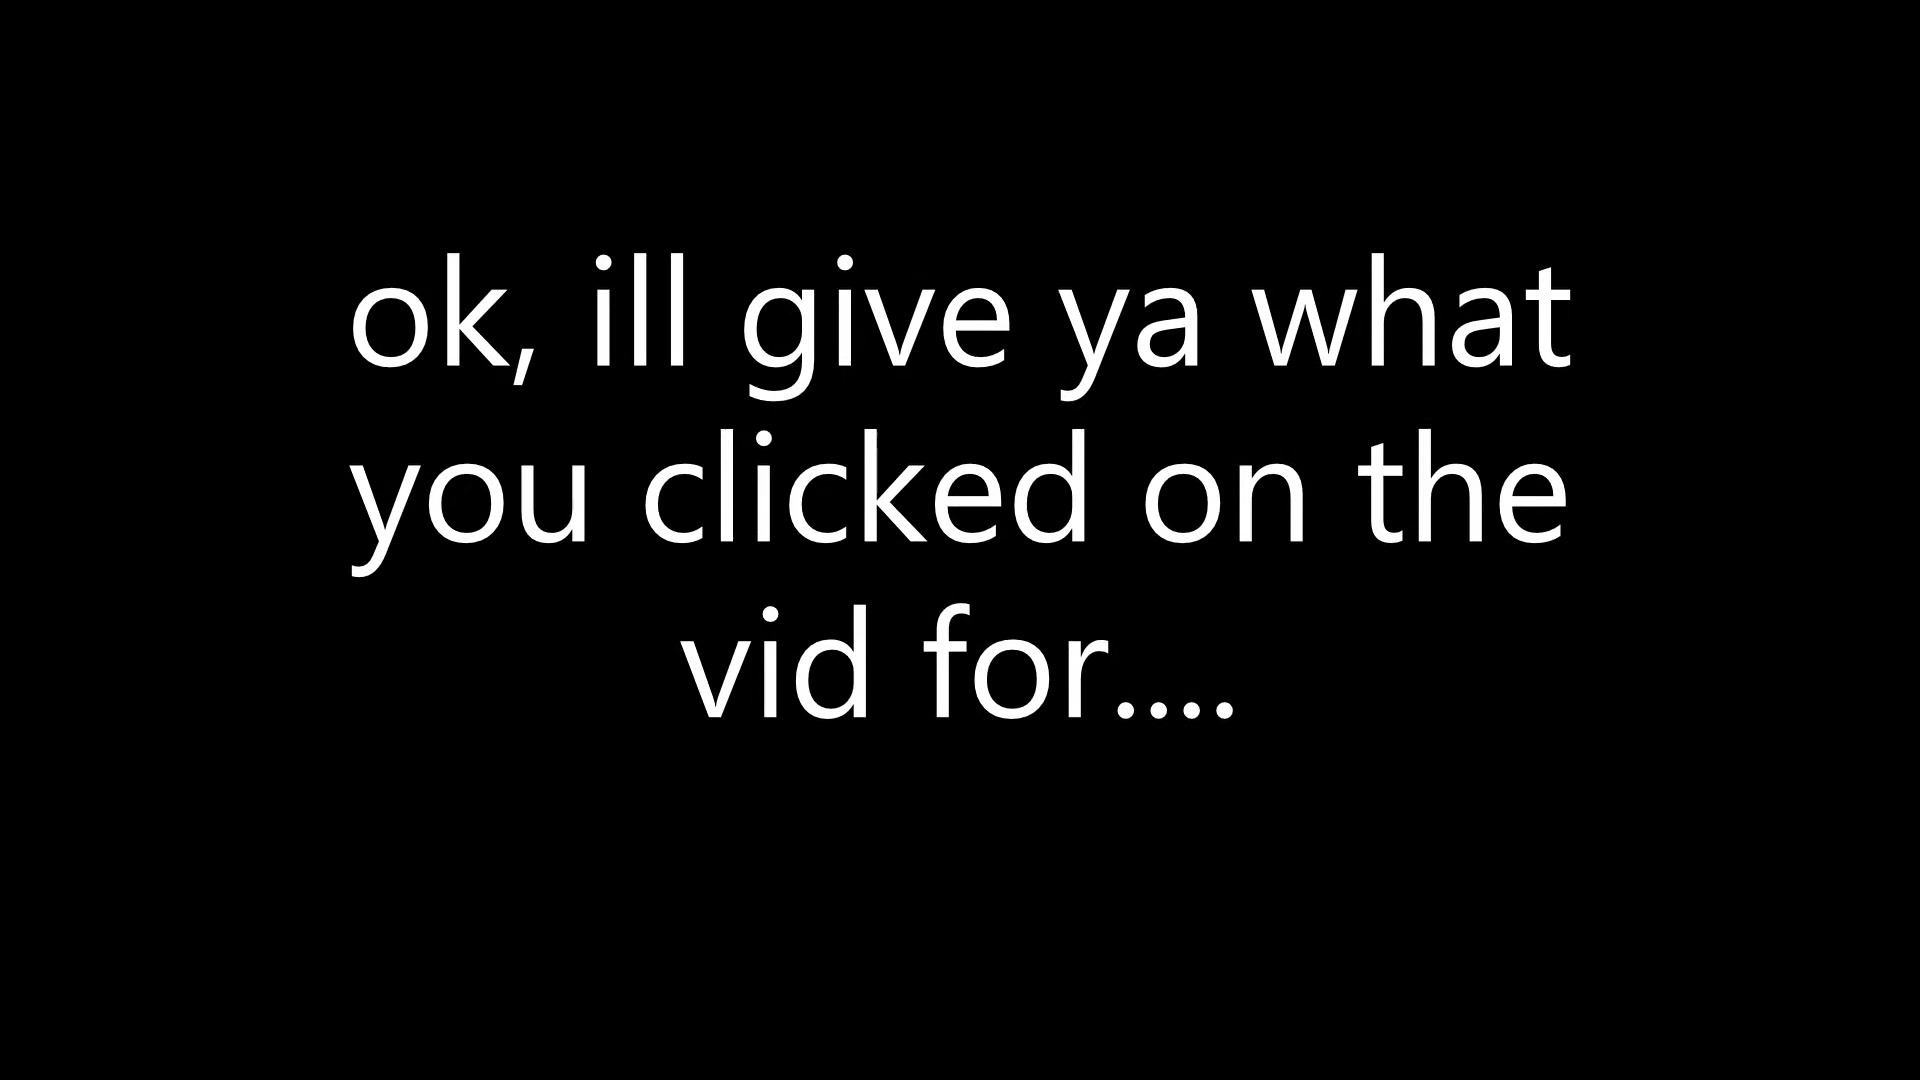 ok, ill give ya what
you clicked on the
vid for....